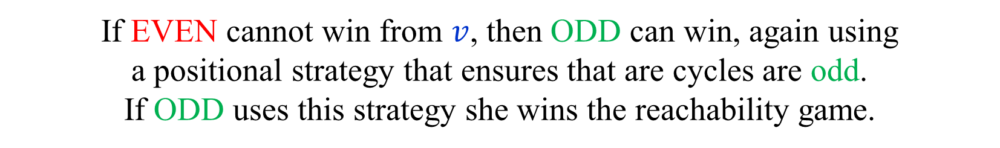 If EVEN cannot win from v, then ODD can win, again using
a positional strategy that ensures that are cycles are odd.
If ODD uses this strategy she wins the reachability game.